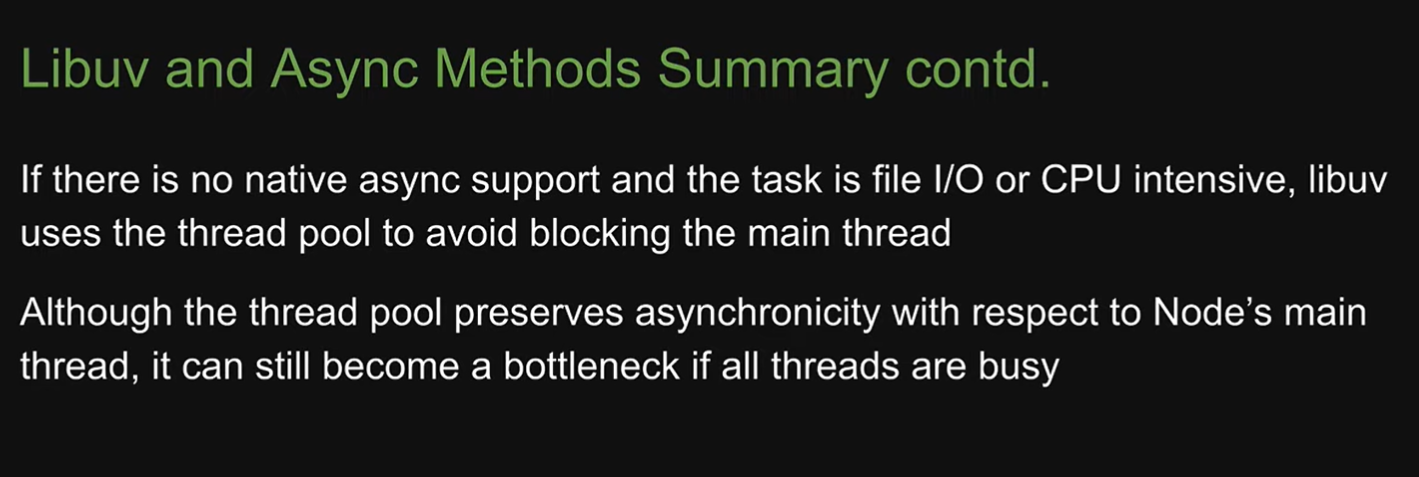 Libuv and Async Methods Summary contd.
If there is no native async support and the task is file I/O or CPU intensive, libuv
uses the thread pool to avoid blocking the main thread
Although the thread pool preserves asynchronicity with respect to Node’s main
thread, it can still become a bottleneck if all threads are busy